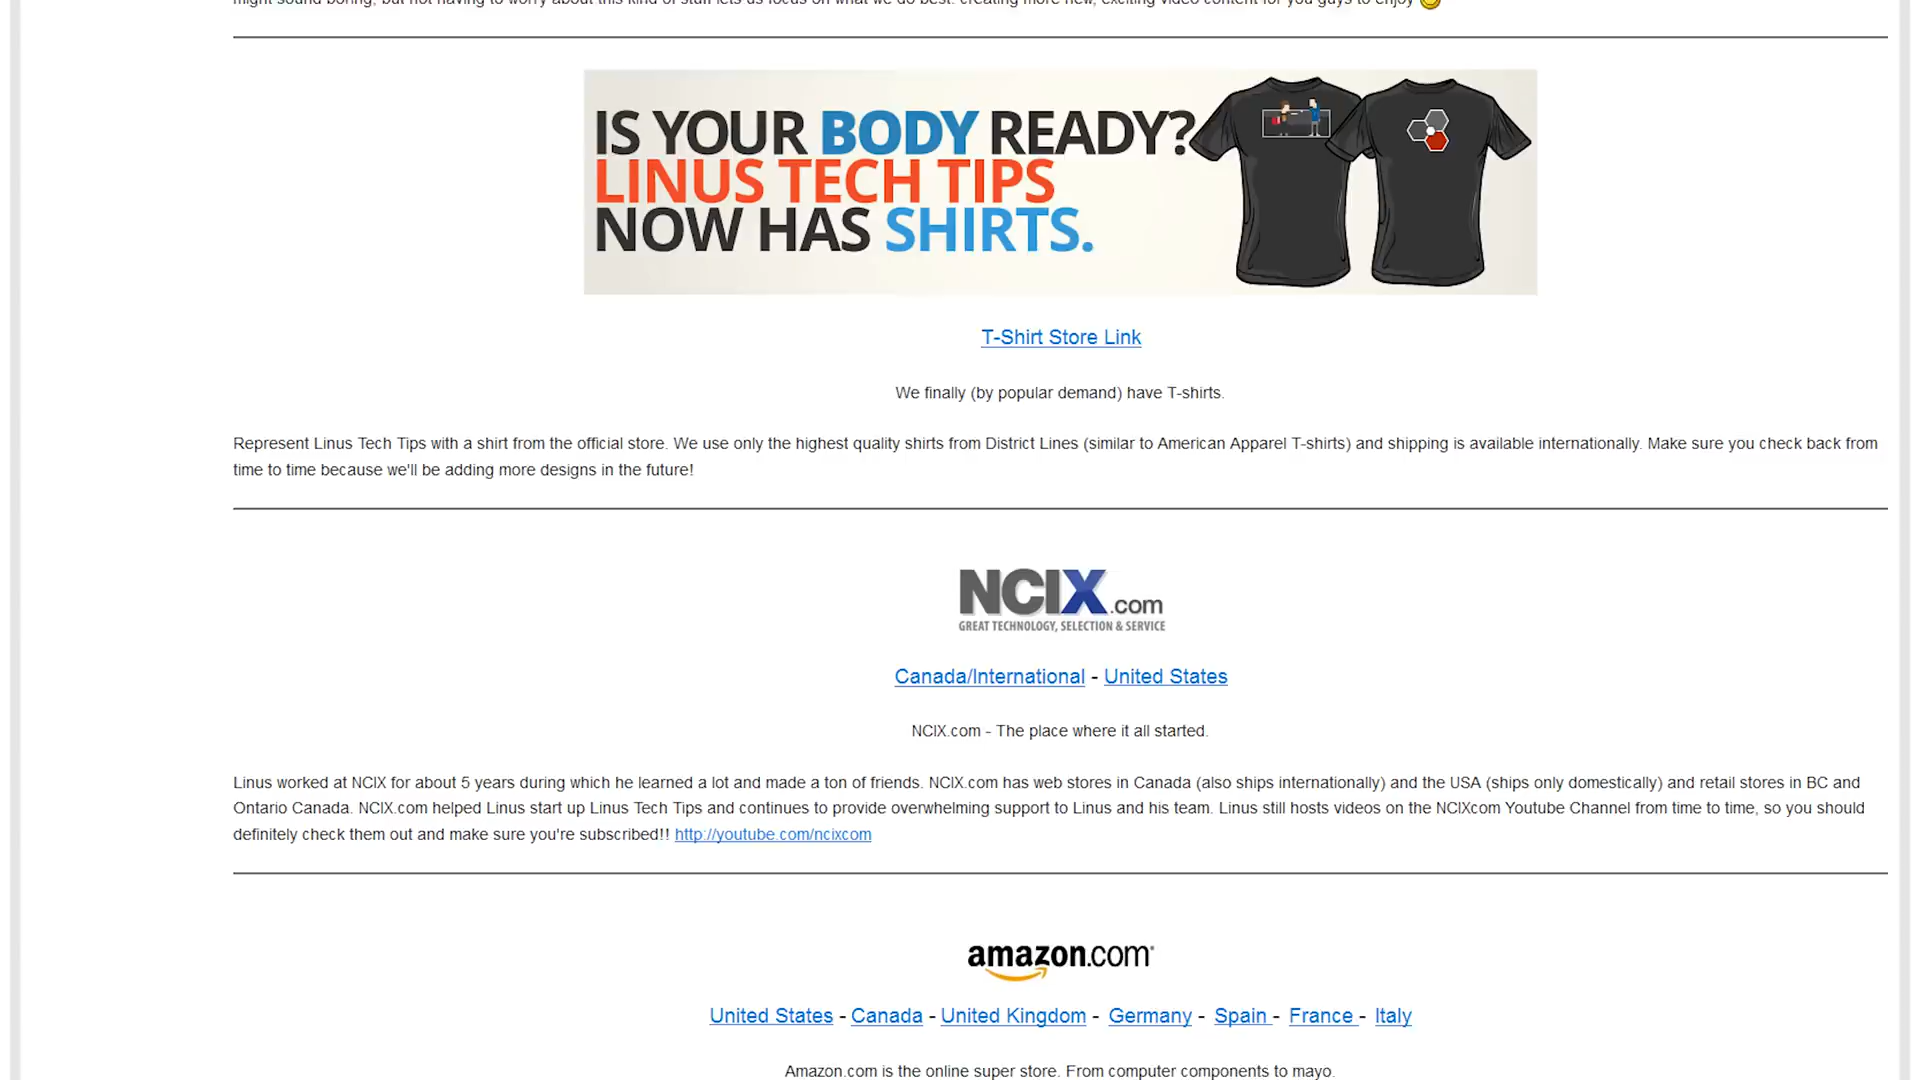 might sound boring, but not having to worry about this kind of stuff lets us focus on what we do best: creating more new, exciting video content for you guys to enjoy
IS YOUR BODY READY?
LINUS TECH TIPS
NOW HAS SHIRTS.
T-Shirt Store Link
We finally (by popular demand) have T-shirts.
Represent Linus Tech Tips with a shirt from the official store. We use only the highest quality shirts from District Lines (similar to American Apparel T-shirts) and shipping is available internationally. Make sure you check back from
time to time because we'll be adding more designs in the future!
NCIX.com
GREAT TECHNOLOGY, SELECTION & SERVICE
Canada/International - United States
NCIX.com - The place where it all started.
Linus worked at NCIX for about 5 years during which he learned a lot and made a ton of friends. NCIX.com has web stores in Canada (also ships internationally) and the USA (ships only domestically) and retail stores in BC and
Ontario Canada. NCIX.com helped Linus start up Linus Tech Tips and continues to provide overwhelming support to Linus and his team. Linus still hosts videos on the NCIXcom Youtube Channel from time to time, so you should
definitely check them out and make sure you're subscribed!! http://youtube.com/ncixcom
amazon.com
United States - Canada - United Kingdom - Germany - Spain - France - Italy
Amazon.com is the online super store. From computer components to mayo.